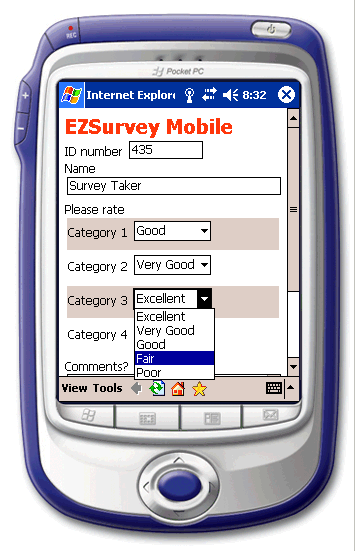 REC
Pocket PC
Internet Explore 8:32
EZSurvey Mobile
ID number 435
Name
Survey Taker
Please rate
Category 1 Good
Category 2 Very Good
Category 3 Excellent
Excellent
Very Good
Good
Category 4
Fair
Poor
Comments?
View Tools